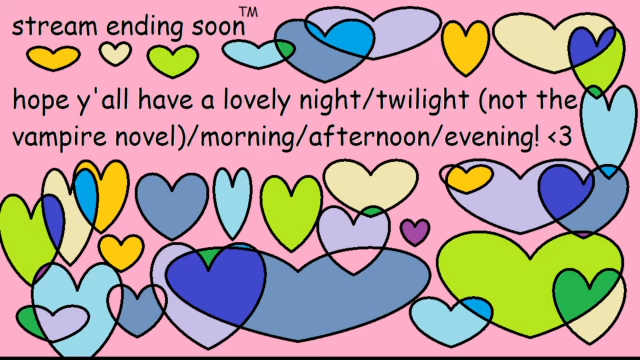 stream ending soon™
hope y'all have a lovely night/twilight (not the
vampire novel)/morning/afternoon/evening! <3